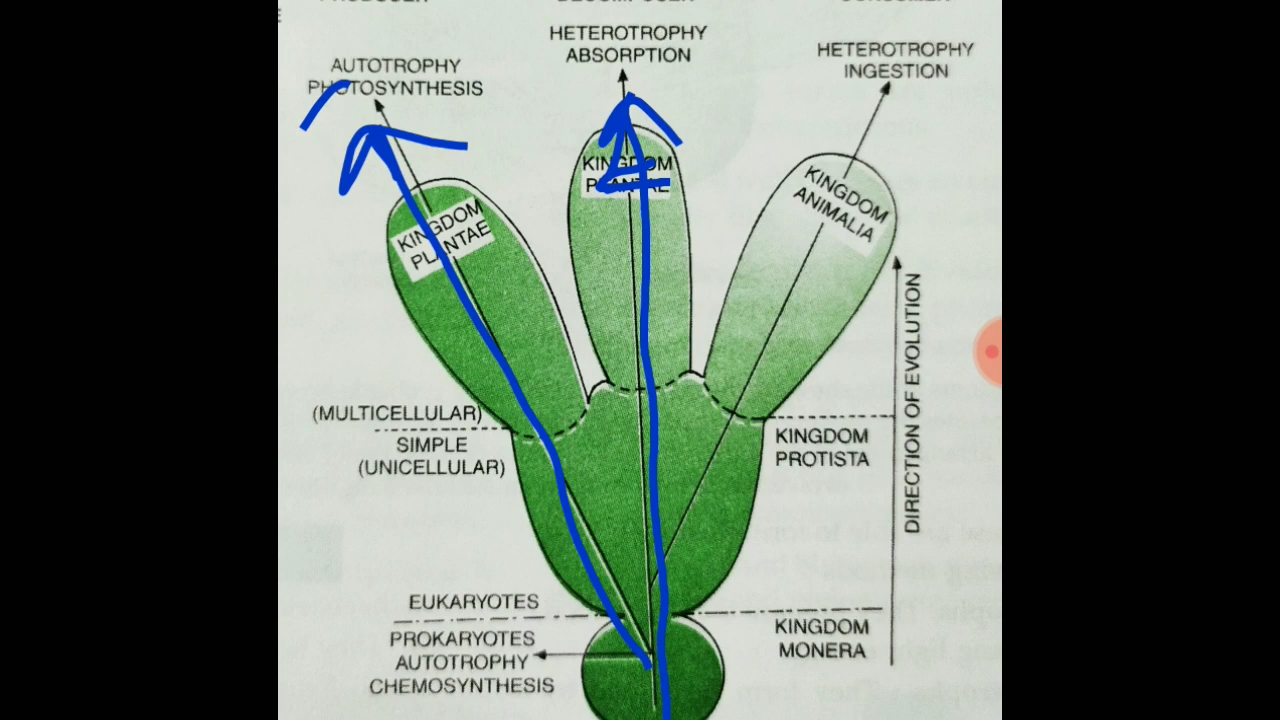 HETEROTROPHY
ABSORPTION
HETEROTROPHY
INGESTION
AUTOTROPHY
PHOTOSYNTHESIS
KINGDOM
PLANTAE
KINGDOM
PLANTAE
KINGDOM
ANIMALIA
(MULTICELLULAR)
SIMPLE
(UNICELLULAR)
KINGDOM
PROTISTA
DIRECTION OF EVOLUTION
EUKARYOTES
PROKARYOTES
AUTOTROPHY
CHEMOSYNTHESIS
KINGDOM
MONERA